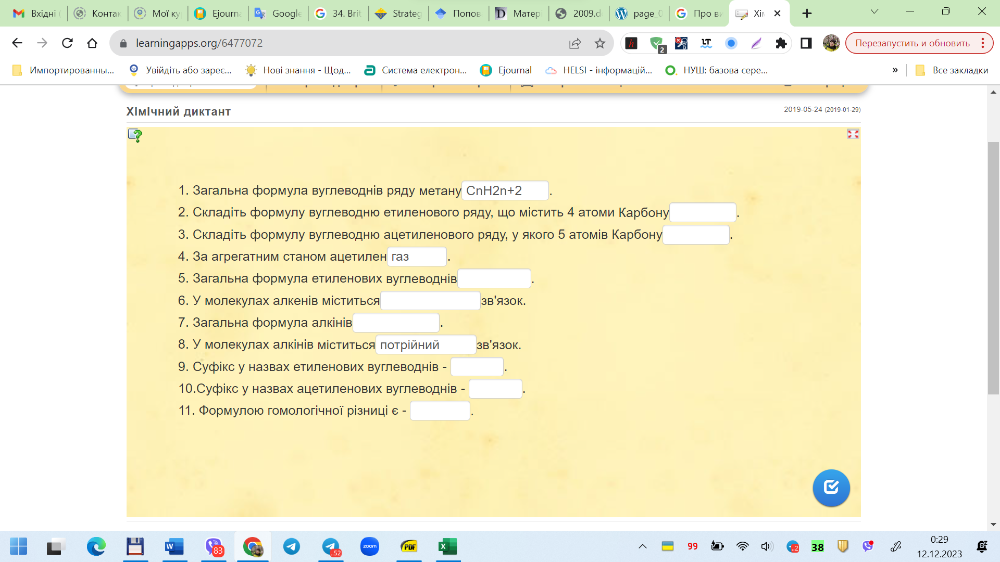 Вхідні (
Контак
Мої ку
Ejourna
Google
34. Brit
Strateg
Попов
Матері
2009.d
page_0
Про ви
Хім
learningapps.org/6477072
2
Перезапустить и обновить
Импортированны...
Увійдіть або зареє...
Нові знання - Щод...
Система електрон...
Ejournal
HELSI - інформацій...
НУШ: базова сере...
»
Все закладки
Хімічний диктант
2019-05-24 (2019-01-29)
1. Загальна формула вуглеводнів ряду метану CnH2n+2.
2. Складіть формулу вуглеводню етиленового ряду, що містить 4 атоми Карбону .
3. Складіть формулу вуглеводню ацетиленового ряду, у якого 5 атомів Карбону .
4. За агрегатним станом ацетилен газ.
5. Загальна формула етиленових вуглеводнів .
6. У молекулах алкенів міститься зв'язок.
7. Загальна формула алкінів .
8. У молекулах алкінів міститься потрійний зв'язок.
9. Суфікс у назвах етиленових вуглеводнів - .
10.Суфікс у назвах ацетиленових вуглеводнів - .
11. Формулою гомологічної різниці є - .
W
83
..52
zoom
PDF
X
99
..2
38
0:29
12.12.2023